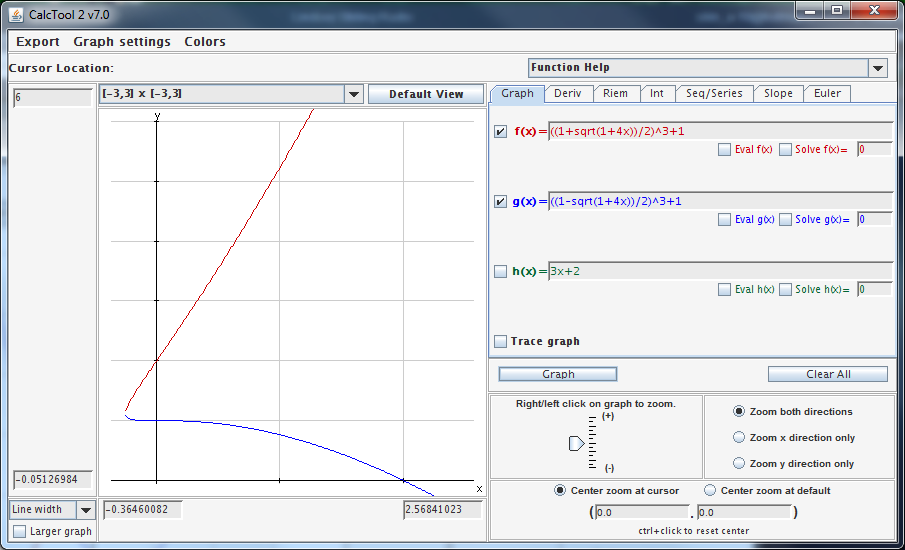 CalcTool 2 v7.0
Export Graph settings Colors
Cursor Location:
Function Help
6
[-3,3] x [-3,3]
Default View
Graph Deriv Riem Int Seq/Series Slope Euler
y
f(x)=((1+sqrt(1+4x))/2)^3+1
Eval f(x) Solve f(x)= 0
g(x)=((1-sqrt(1+4x))/2)^3+1
Eval g(x) Solve g(x)= 0
h(x)=3x+2
Eval h(x) Solve h(x)= 0
Trace graph
Graph Clear All
Right/left click on graph to zoom.
(+)
(-)
Zoom both directions
Zoom x direction only
Zoom y direction only
-0.05126984
x
Line width
-0.36460082
2.56841023
Larger graph
Center zoom at cursor Center zoom at default
(0.0 . 0.0 )
ctrl+click to reset center